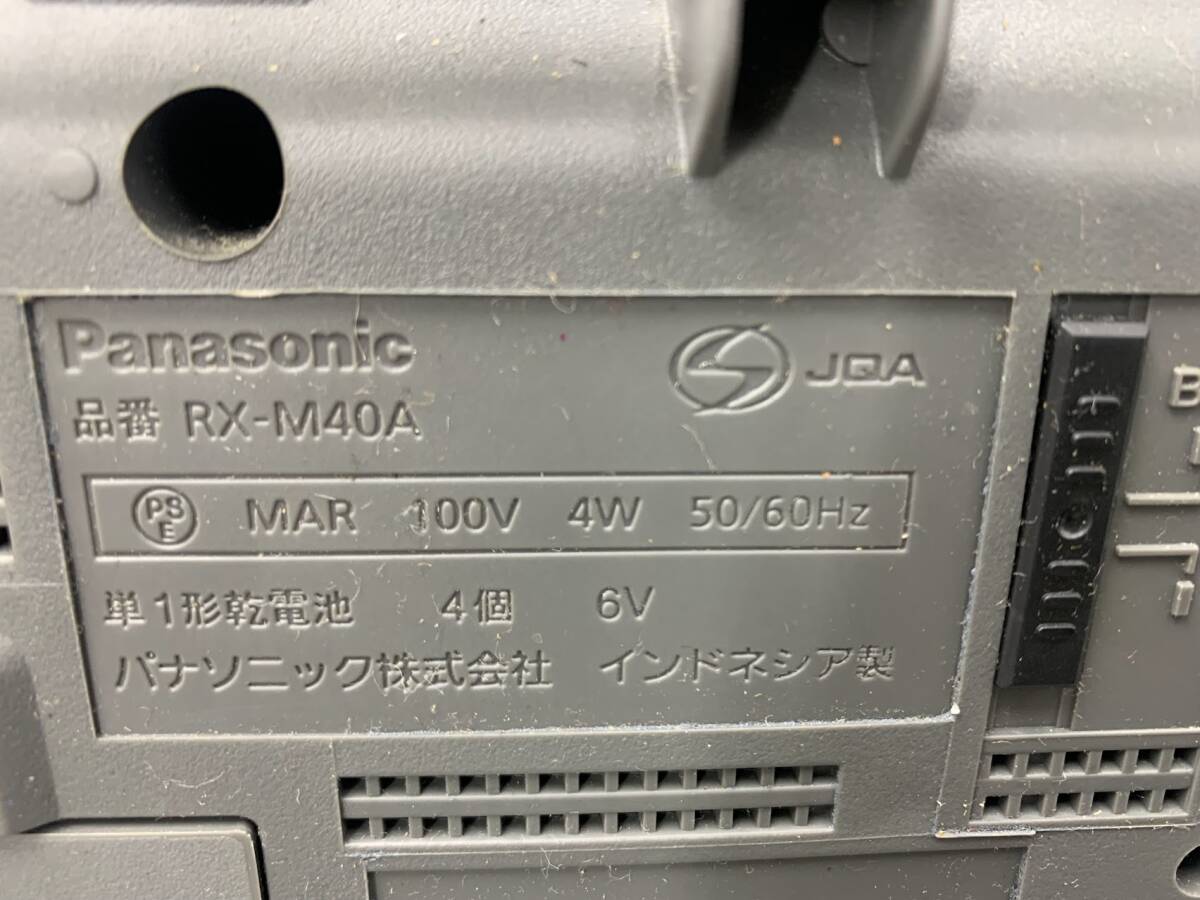 Panasonic
JQA
品番 RX-M40A
PS E MAR 100V 4W 50/60Hz
単1形乾電池 4個 6V
パナソニック株式会社 インドネシア製